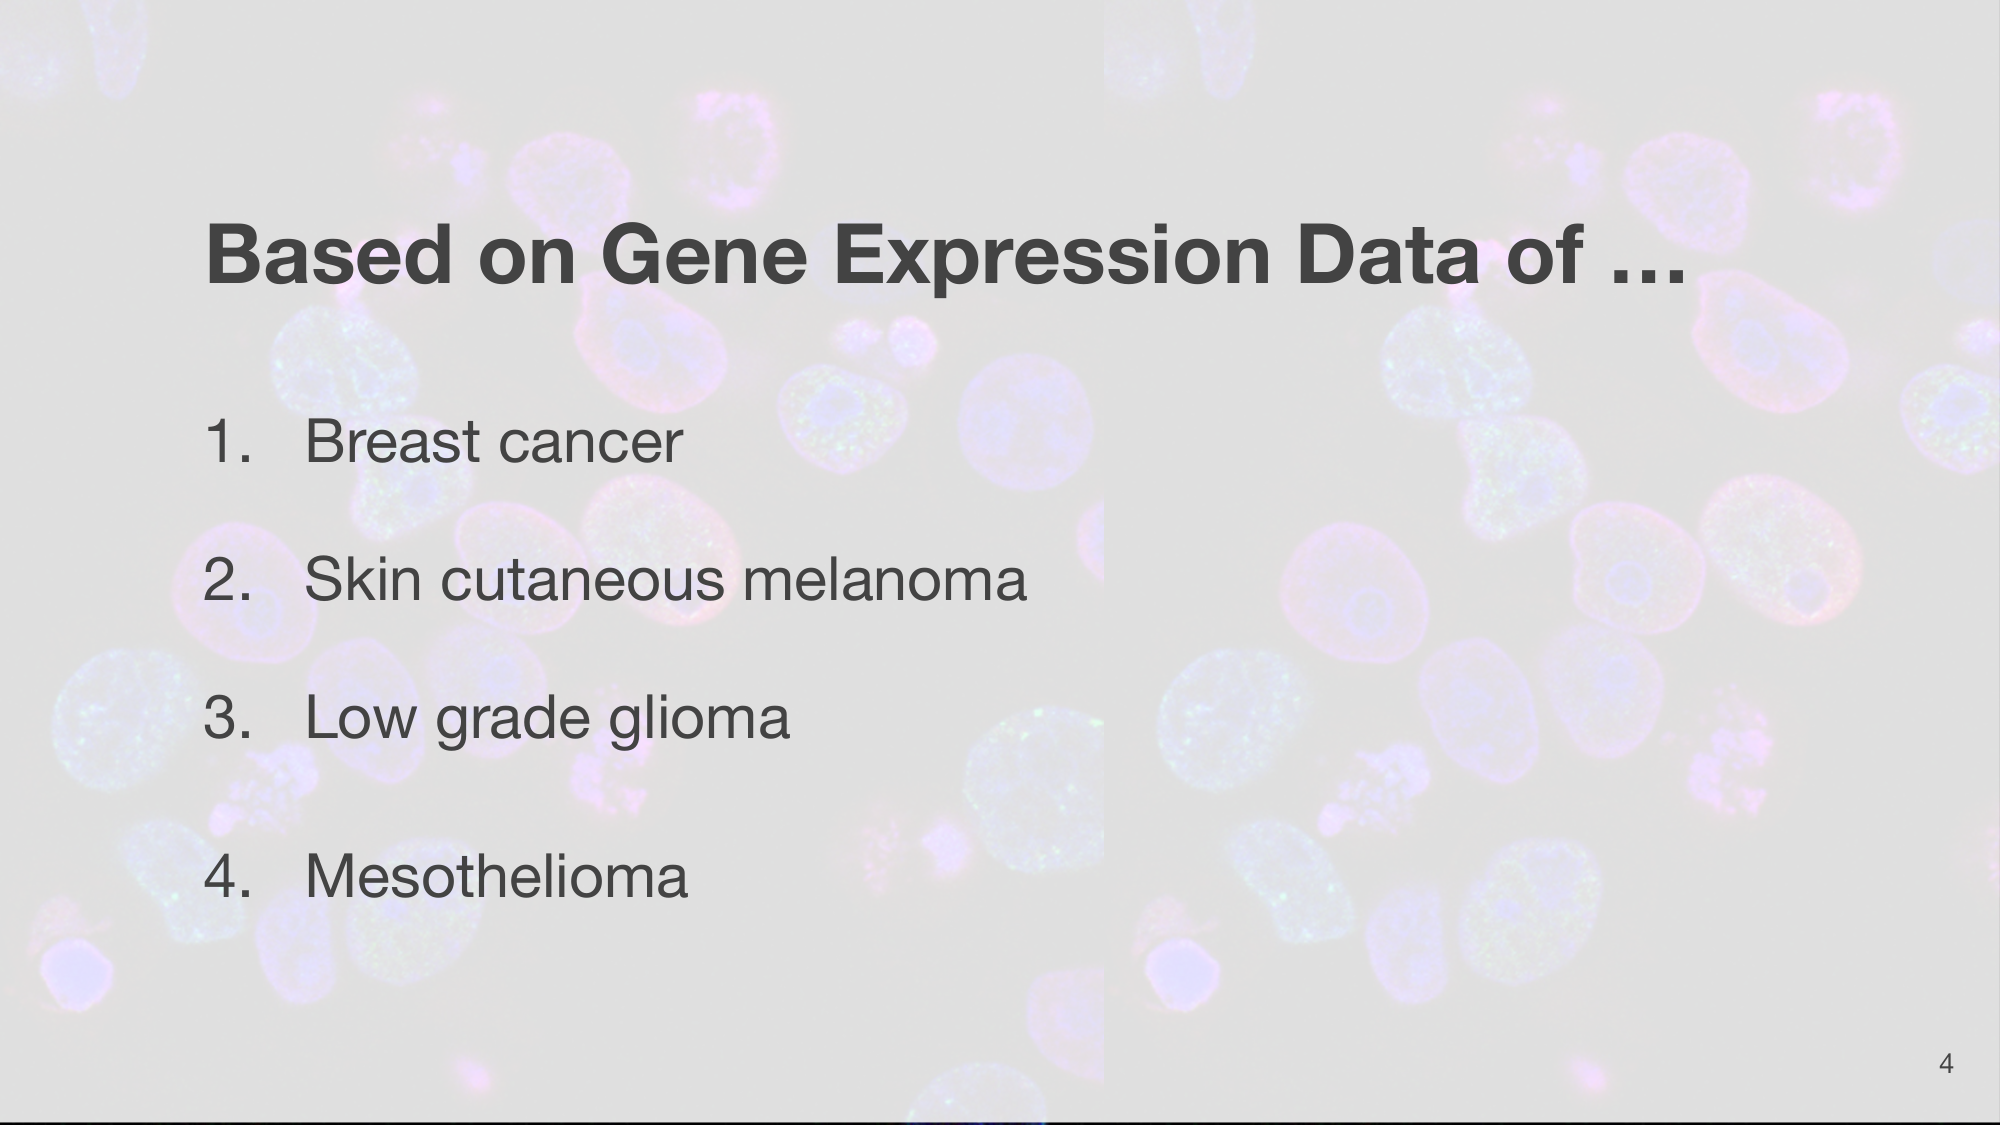 Based on Gene Expression Data of …
1. Breast cancer
2. Skin cutaneous melanoma
3. Low grade glioma
4. Mesothelioma
4